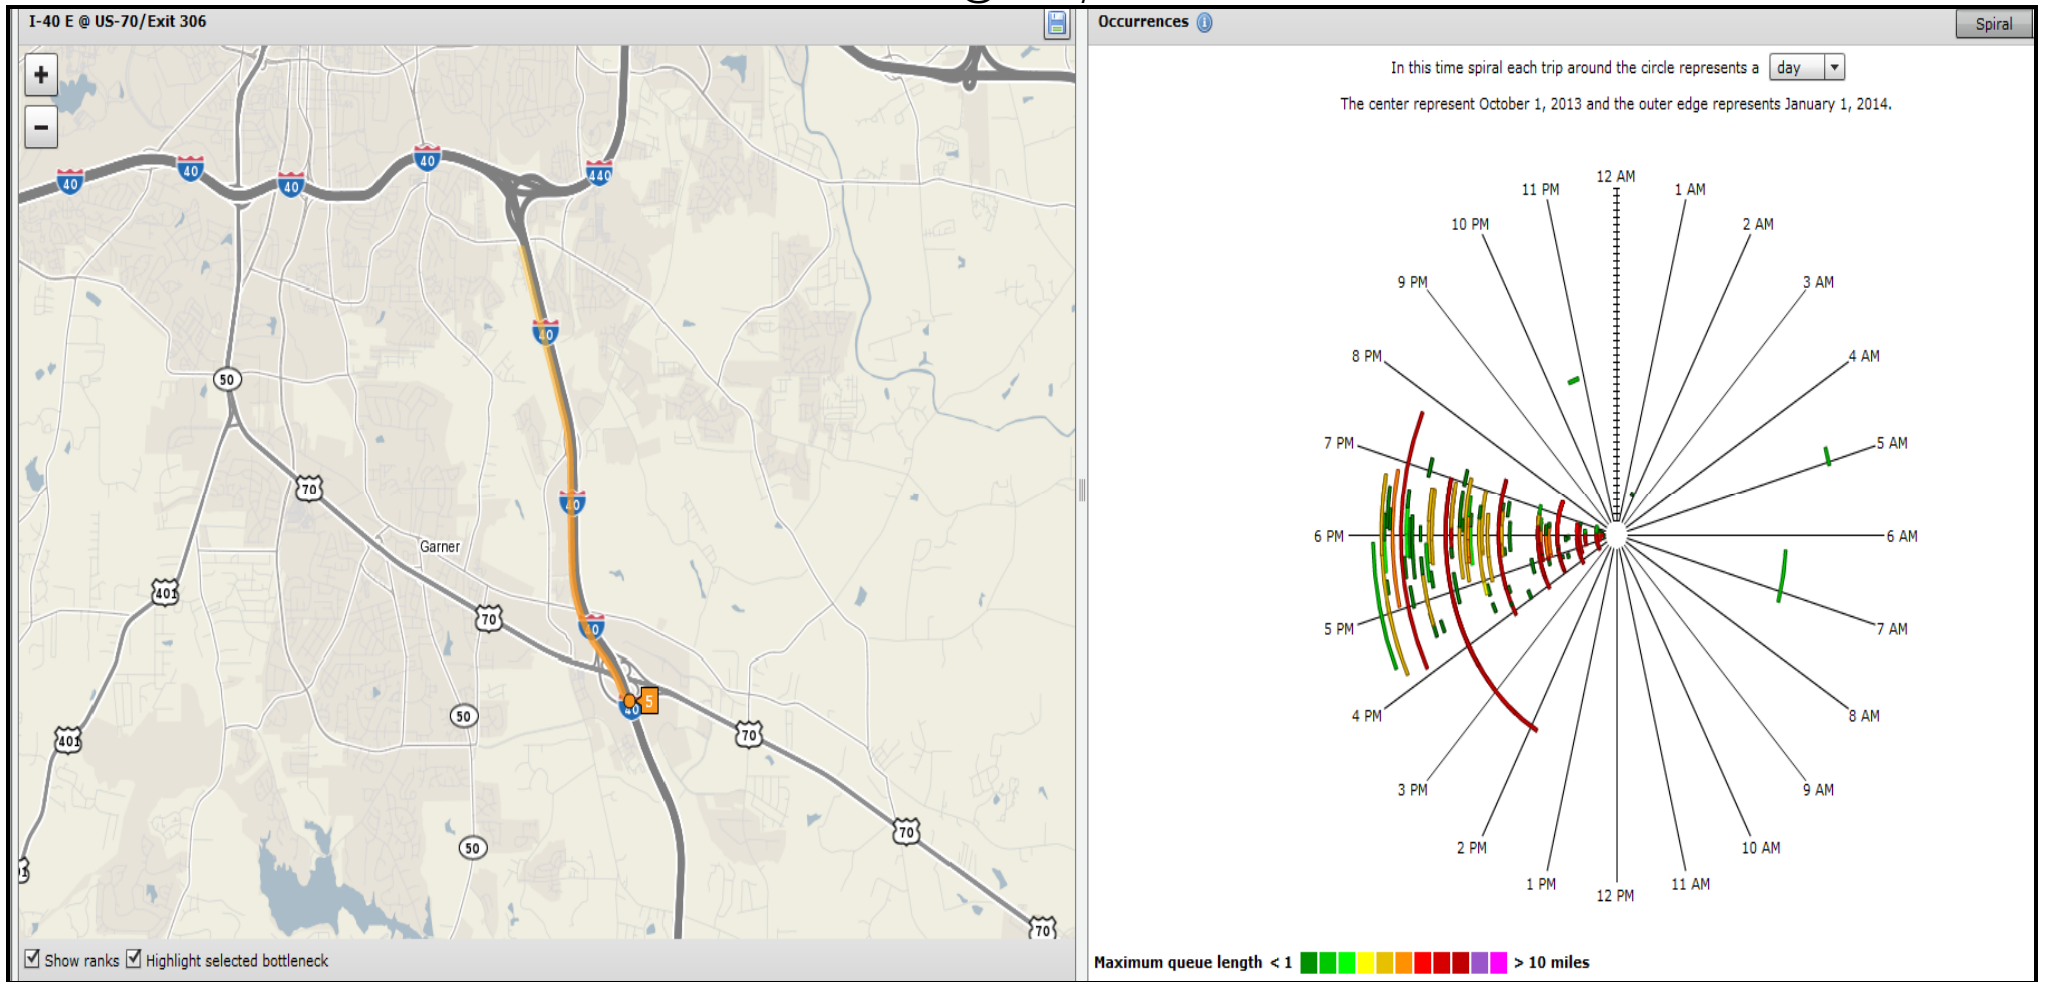 I-40 E @ US-70/Exit 306
+
−
40
40
40
40
440
40
50
70
Garner
40
401
70
40
5
40
50
70
401
50
70
70
Show ranks
Highlight selected bottleneck
Occurrences
Spiral
In this time spiral each trip around the circle represents a day
The center represent October 1, 2013 and the outer edge represents January 1, 2014.
12 AM
1 AM
2 AM
3 AM
4 AM
5 AM
6 AM
7 AM
8 AM
9 AM
10 AM
11 AM
12 PM
1 PM
2 PM
3 PM
4 PM
5 PM
6 PM
7 PM
8 PM
9 PM
10 PM
11 PM
Maximum queue length < 1 > 10 miles